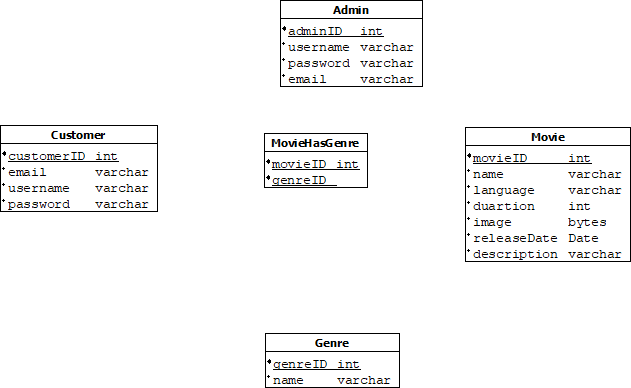 Admin
adminID int
username varchar
password varchar
email varchar
Customer
customerID int
email varchar
username varchar
password varchar
MovieHasGenre
movieID int
genreID
Movie
movieID int
name varchar
language varchar
duartion int
image bytes
releaseDate Date
description varchar
Genre
genreID int
name varchar